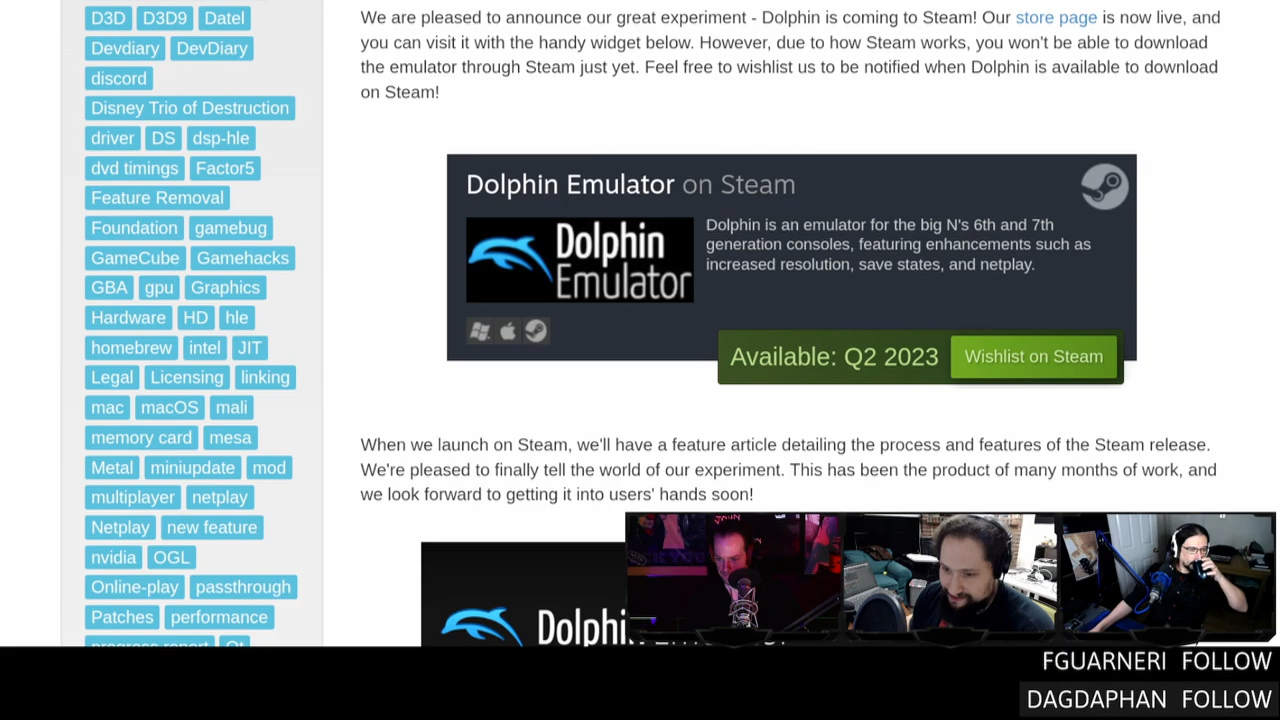 D3D D3D9 Datel
Devdiary DevDiary
discord
Disney Trio of Destruction
driver DS dsp-hle
dvd timings Factor5
Feature Removal
Foundation gamebug
GameCube Gamehacks
GBA gpu Graphics
Hardware HD hle
homebrew intel JIT
Legal Licensing linking
mac macOS mali
memory card mesa
Metal miniupdate mod
multiplayer netplay
Netplay new feature
nvidia OGL
Online-play passthrough
Patches performance
progress report Qt
We are pleased to announce our great experiment - Dolphin is coming to Steam! Our store page is now live, and
you can visit it with the handy widget below. However, due to how Steam works, you won't be able to download
the emulator through Steam just yet. Feel free to wishlist us to be notified when Dolphin is available to download
on Steam!
Dolphin Emulator on Steam
Dolphin
Emulator
Dolphin is an emulator for the big N's 6th and 7th
generation consoles, featuring enhancements such as
increased resolution, save states, and netplay.
Available: Q2 2023 Wishlist on Steam
When we launch on Steam, we'll have a feature article detailing the process and features of the Steam release.
We're pleased to finally tell the world of our experiment. This has been the product of many months of work, and
we look forward to getting it into users' hands soon!
FGUARNERI FOLLOW
DAGDAPHAN FOLLOW